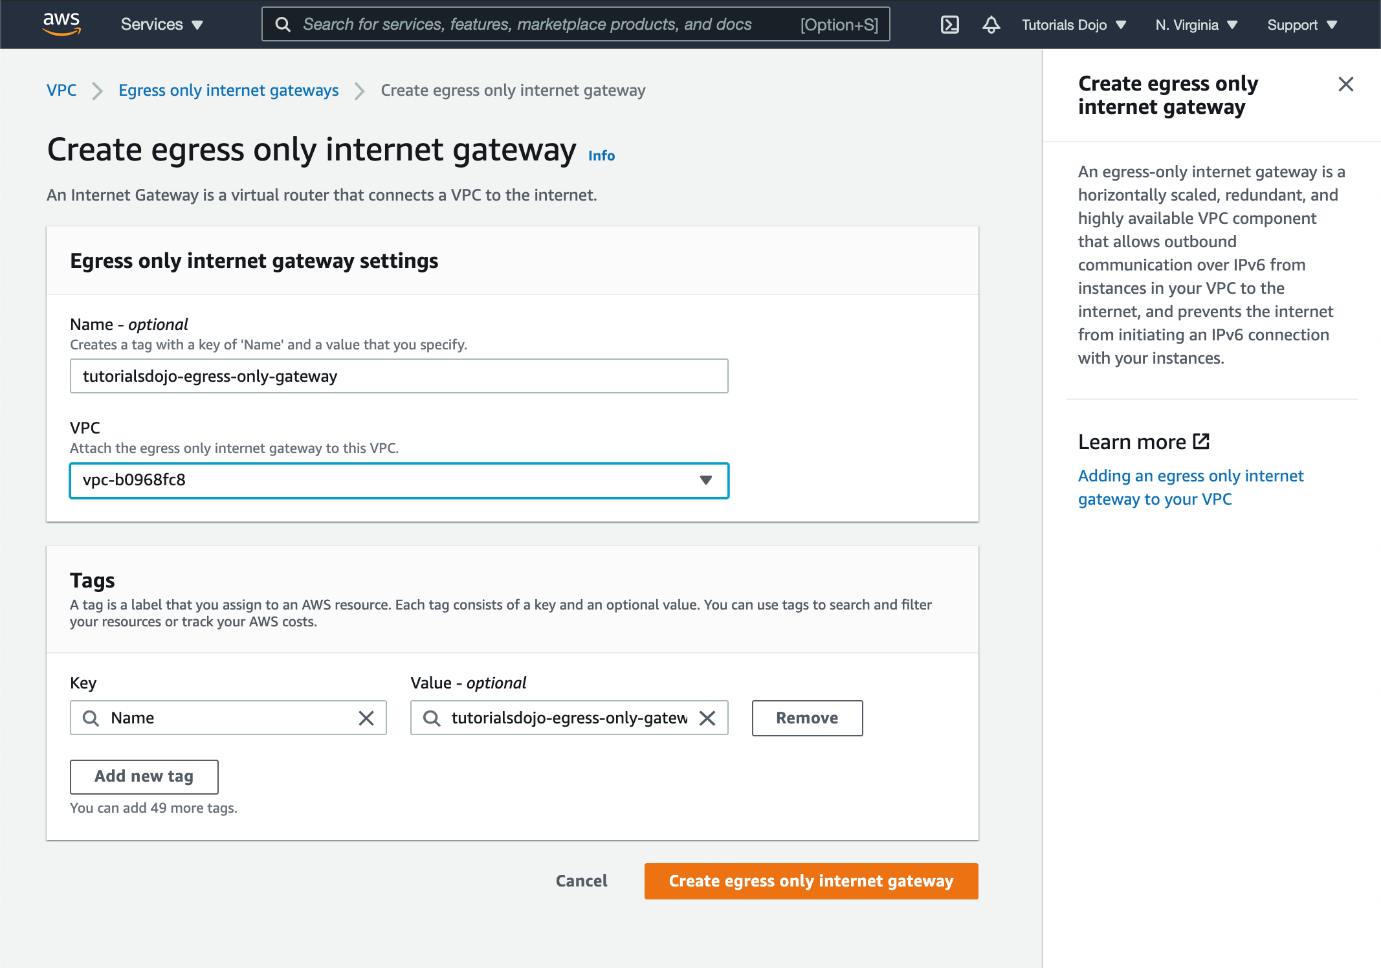 aws Services Search for services, features, marketplace products, and docs [Option+S] Tutorials Dojo N. Virginia Support
VPC Egress only internet gateways Create egress only internet gateway
Create egress only internet gateway Info
An Internet Gateway is a virtual router that connects a VPC to the internet.
Egress only internet gateway settings
Name - optional
Creates a tag with a key of 'Name' and a value that you specify.
tutorialsdojo-egress-only-gateway
VPC
Attach the egress only internet gateway to this VPC.
vpc-b0968fc8
Tags
A tag is a label that you assign to an AWS resource. Each tag consists of a key and an optional value. You can use tags to search and filter
your resources or track your AWS costs.
Key Value - optional
Name tutorialsdojo-egress-only-gatew Remove
Add new tag
You can add 49 more tags.
Cancel Create egress only internet gateway
Create egress only
internet gateway
An egress-only internet gateway is a
horizontally scaled, redundant, and
highly available VPC component
that allows outbound
communication over IPv6 from
instances in your VPC to the
internet, and prevents the internet
from initiating an IPv6 connection
with your instances.
Learn more
Adding an egress only internet
gateway to your VPC